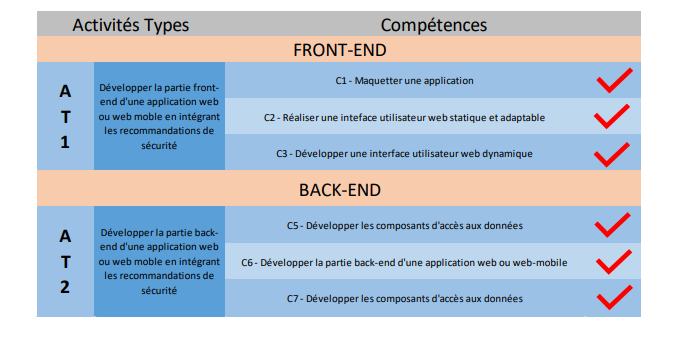 Activités Types Compétences
FRONT-END
A
T
1
Développer la partie front-
end d'une application web
ou web moble en intégrant
les recommandations de
sécurité
C1 - Maquetter une application
C2 - Réaliser une inteface utilisateur web statique et adaptable
C3 - Développer une interface utilisateur web dynamique
BACK-END
A
T
2
Développer la partie back-
end d'une application web
ou web moble en intégrant
les recommandations de
sécurité
C5 - Développer les composants d'accès aux données
C6 - Développer la partie back-end d'une application web ou web-mobile
C7 - Développer les composants d'accès aux données